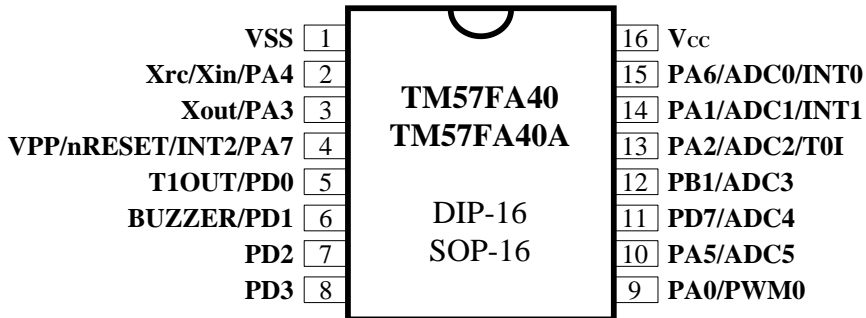 VSS 1 16 Vcc
Xrc/Xin/PA4 2 15 PA6/ADC0/INT0
Xout/PA3 3 14 PA1/ADC1/INT1
VPP/nRESET/INT2/PA7 4 13 PA2/ADC2/T0I
T1OUT/PD0 5 12 PB1/ADC3
BUZZER/PD1 6 11 PD7/ADC4
PD2 7 10 PA5/ADC5
PD3 8 9 PA0/PWM0
TM57FA40
TM57FA40A
DIP-16
SOP-16